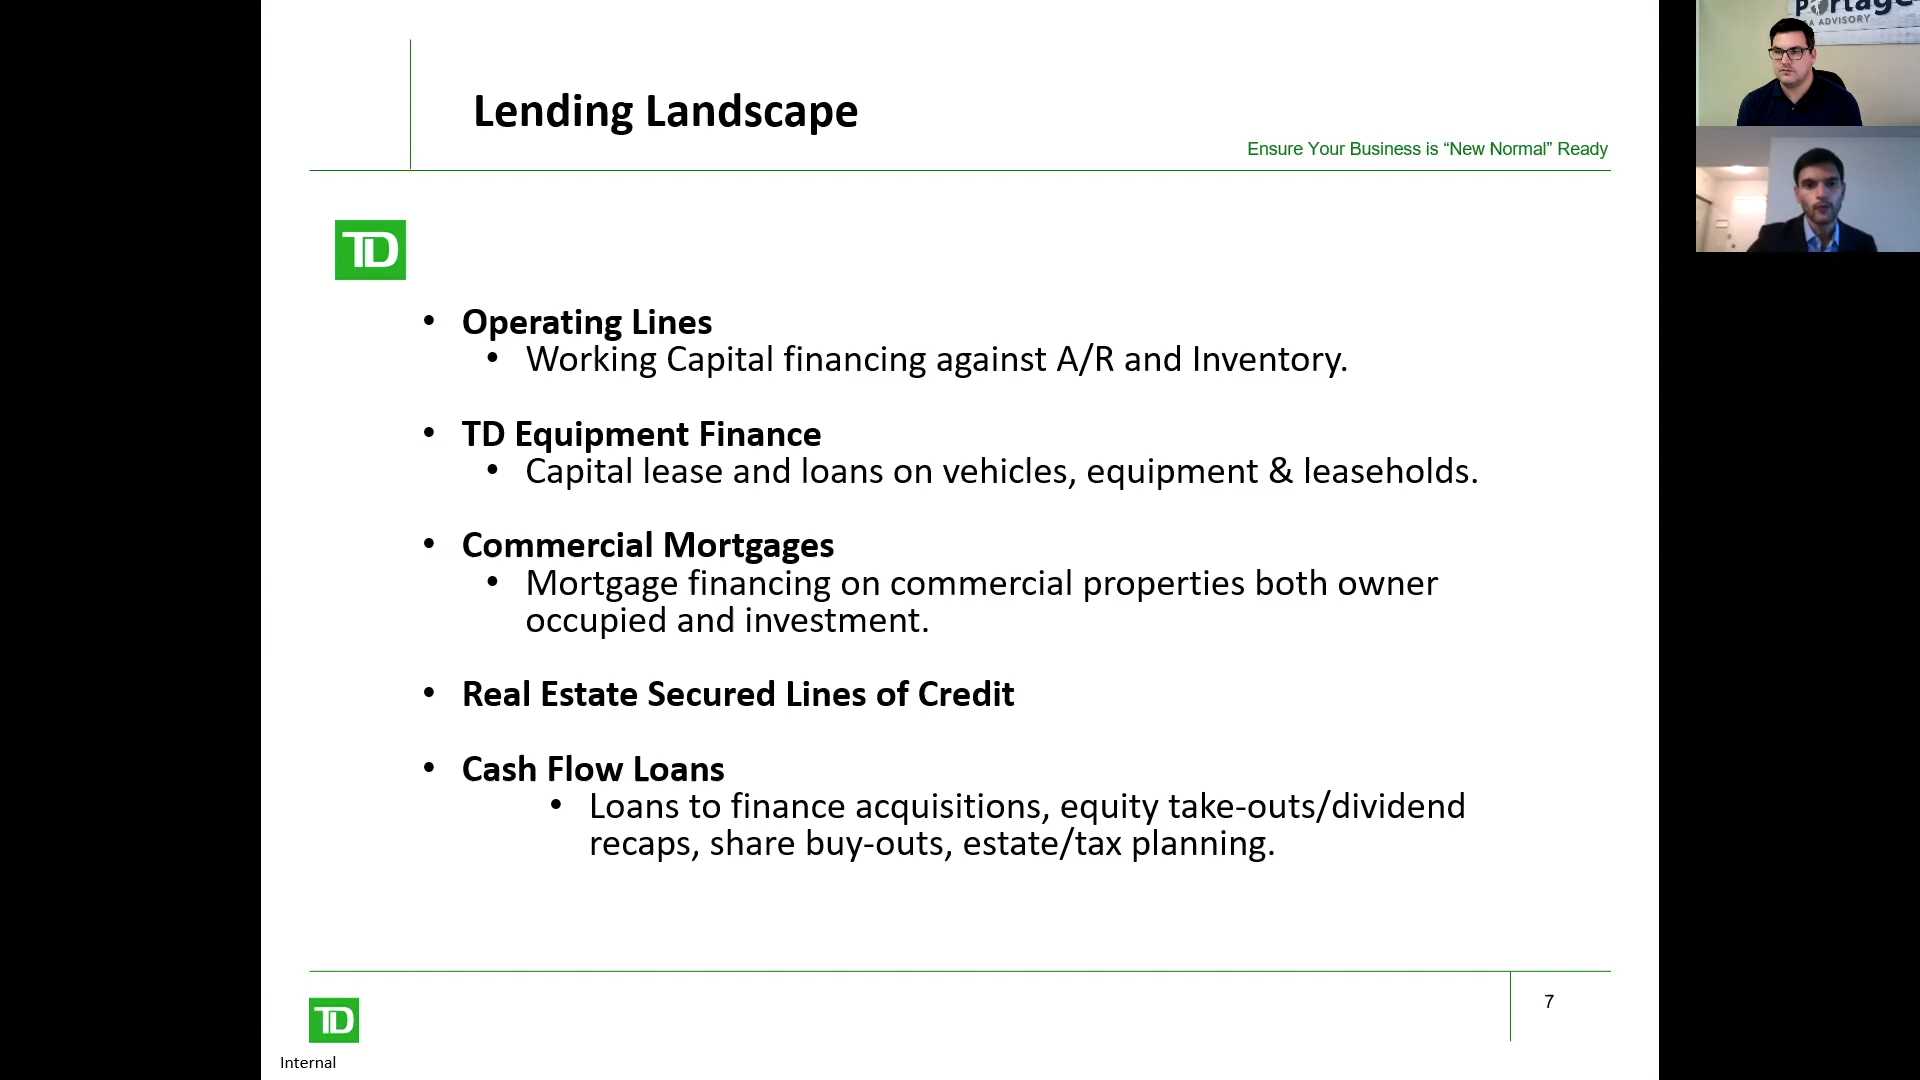 Lending Landscape
Ensure Your Business is “New Normal” Ready
TD
• Operating Lines
• Working Capital financing against A/R and Inventory.
• TD Equipment Finance
• Capital lease and loans on vehicles, equipment & leaseholds.
• Commercial Mortgages
• Mortgage financing on commercial properties both owner
occupied and investment.
• Real Estate Secured Lines of Credit
• Cash Flow Loans
• Loans to finance acquisitions, equity take-outs/dividend
recaps, share buy-outs, estate/tax planning.
TD
7
Internal
Portage
ADVISORY